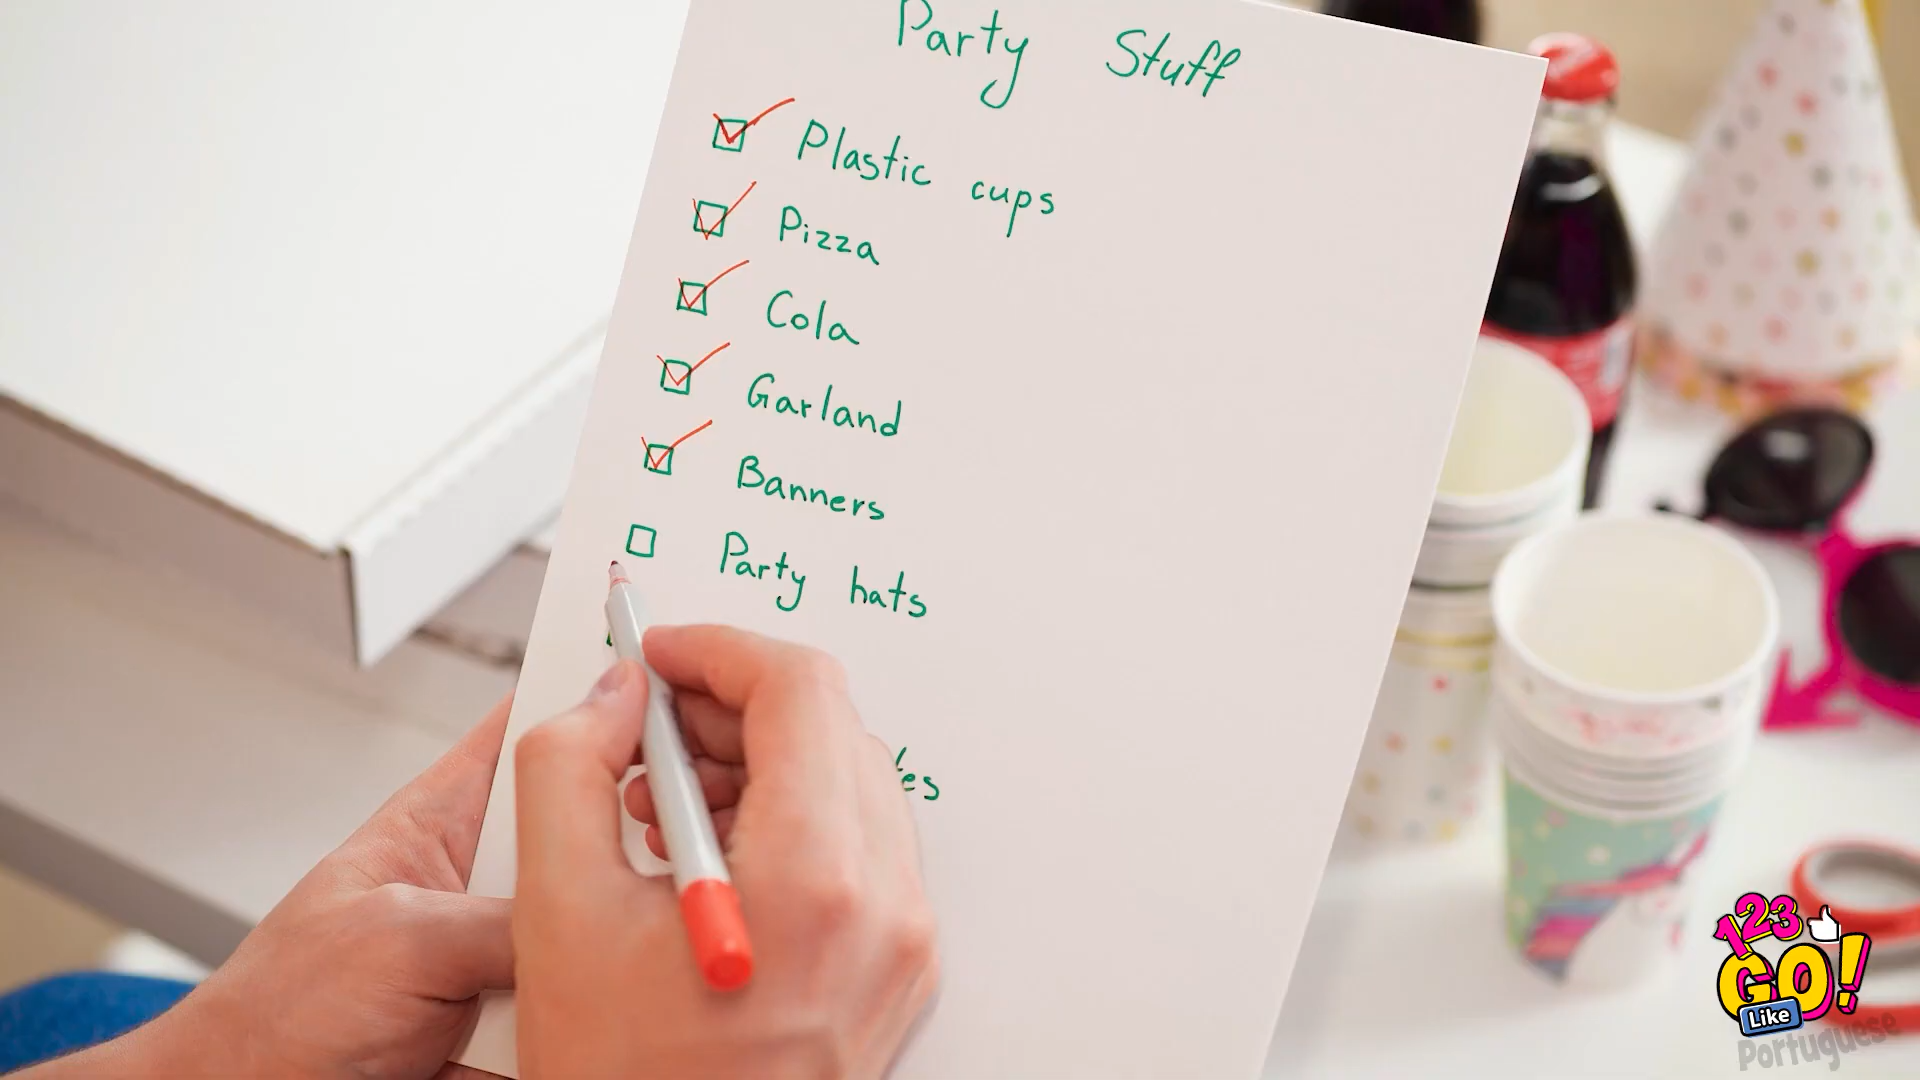 Party Stuff
Plastic cups
Pizza
Cola
Garland
Banners
Party hats
123
GO!
Like
Portuguese